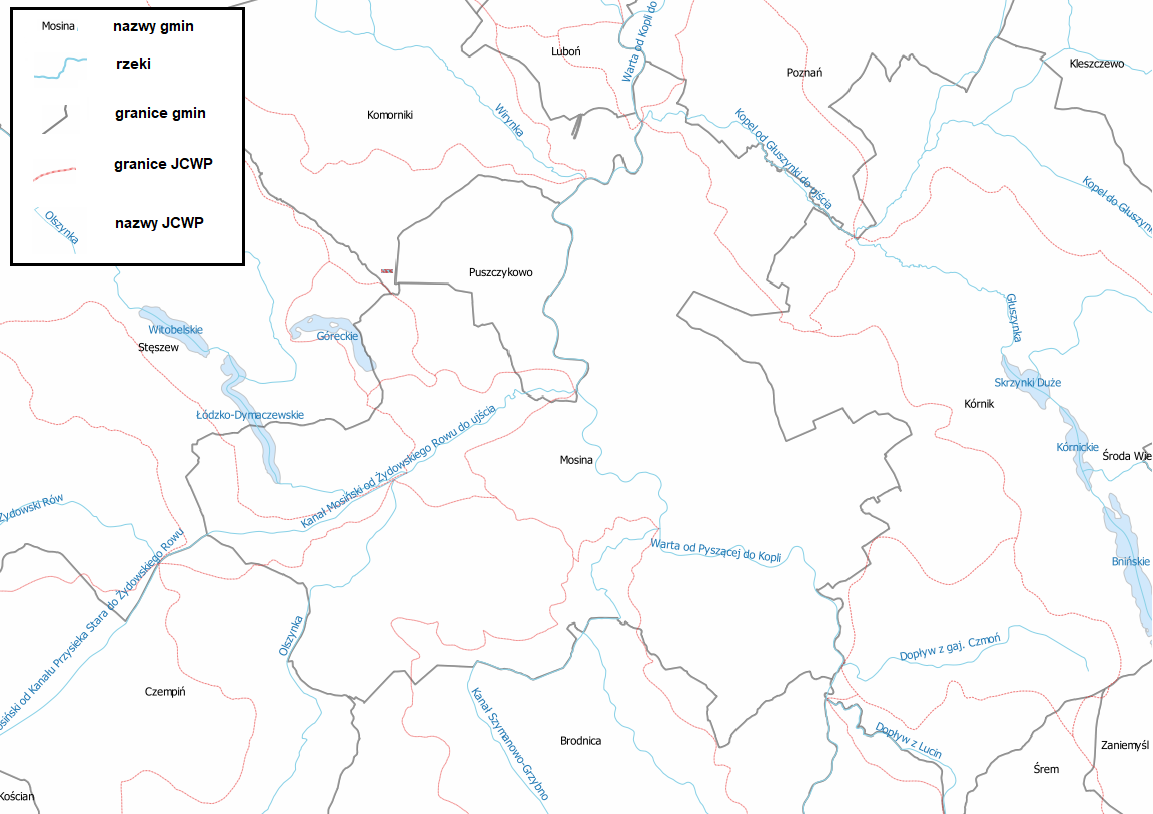 Mosina
nazwy gmin
rzeki
granice gmin
granice JCWP
Olszynka
nazwy JCWP
Luboń
Warta od Kopli do
Poznań
Kleszczewo
Komorniki
Wirynka
Kopel od Głuszynki do ujścia
Kopel do Głuszynk
Puszczykowo
Głuszynka
Witobelskie
Stęszew
Góreckie
Skrzynki Duże
Łódzko-Dymaczewskie
Kórnik
Kanał Mosiński od Żydowskiego Rowu do ujścia
Mosina
Kórnickie
Środa Wie
Żydowski Rów
Warta od Pyszącej do Kopli
Bnińskie
osiński od Kanału Przysieka Stara do Żydowskiego Rowu
Olszynka
Dopływ z gaj. Czmoń
Czempiń
Kanał Szymanowo-Grzybno
Brodnica
Dopływ z Lucin
Zaniemyśl
Śrem
Kościan